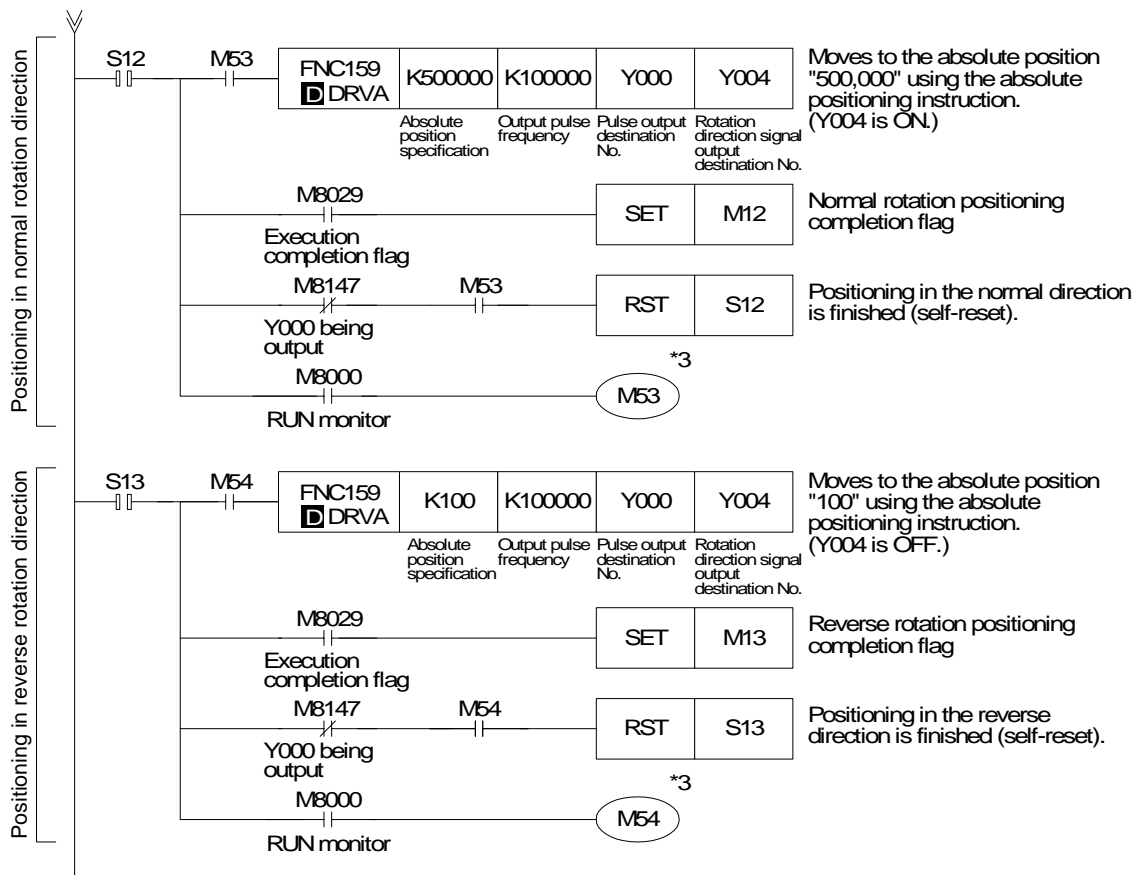 Positioning in normal rotation direction
S12
M53
FNC159
D DRVA
K500000
K100000
Y000
Y004
Moves to the absolute position
"500,000" using the absolute
positioning instruction.
(Y004 is ON.)
Absolute
position
specification
Output pulse
frequency
Pulse output
destination
No.
Rotation
direction signal
output
destination No.
M8029
Execution
completion flag
SET
M12
Normal rotation positioning
completion flag
M8147
Y000 being
output
M53
RST
S12
Positioning in the normal direction
is finished (self-reset).
M8000
RUN monitor
*3
M53
Positioning in reverse rotation direction
S13
M54
FNC159
D DRVA
K100
K100000
Y000
Y004
Moves to the absolute position
"100" using the absolute
positioning instruction.
(Y004 is OFF.)
Absolute
position
specification
Output pulse
frequency
Pulse output
destination
No.
Rotation
direction signal
output
destination No.
M8029
Execution
completion flag
SET
M13
Reverse rotation positioning
completion flag
M8147
Y000 being
output
M54
RST
S13
Positioning in the reverse
direction is finished (self-reset).
M8000
RUN monitor
*3
M54